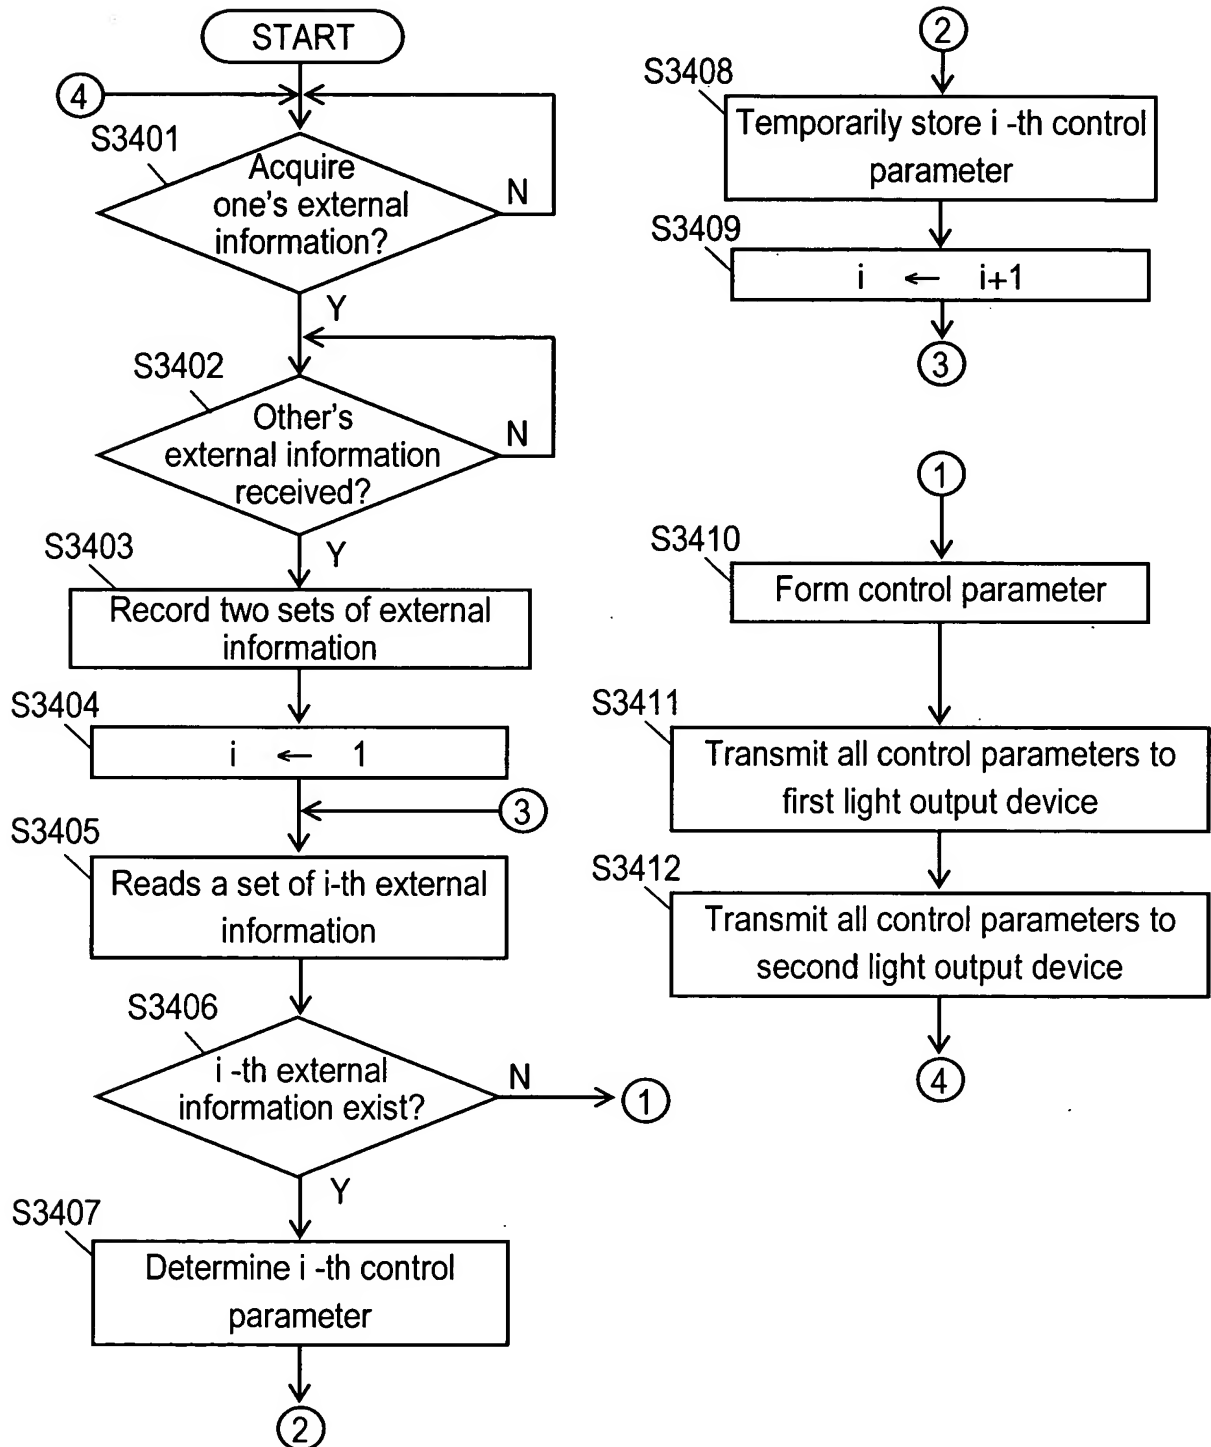 START
4
S3401
Acquire
one's external
information?
N
Y
S3402
Other's
external information
received?
N
Y
S3403
Record two sets of external
information
S3404
i ← 1
3
S3405
Reads a set of i-th external
information
S3406
i -th external
information exist?
N
1
Y
S3407
Determine i -th control
parameter
2
2
S3408
Temporarily store i -th control
parameter
S3409
i ← i+1
3
1
S3410
Form control parameter
S3411
Transmit all control parameters to
first light output device
S3412
Transmit all control parameters to
second light output device
4